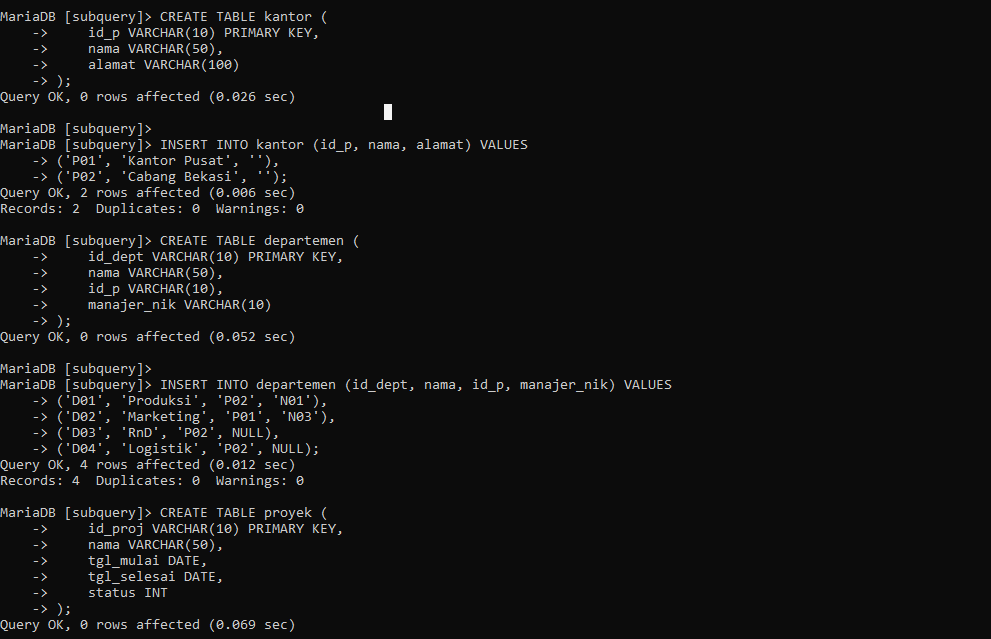 MariaDB [subquery]> CREATE TABLE kantor (
    ->     id_p VARCHAR(10) PRIMARY KEY,
    ->     nama VARCHAR(50),
    ->     alamat VARCHAR(100)
    -> );
Query OK, 0 rows affected (0.026 sec)

MariaDB [subquery]>
MariaDB [subquery]> INSERT INTO kantor (id_p, nama, alamat) VALUES
    -> ('P01', 'Kantor Pusat', ''),
    -> ('P02', 'Cabang Bekasi', '');
Query OK, 2 rows affected (0.006 sec)
Records: 2  Duplicates: 0  Warnings: 0

MariaDB [subquery]> CREATE TABLE departemen (
    ->     id_dept VARCHAR(10) PRIMARY KEY,
    ->     nama VARCHAR(50),
    ->     id_p VARCHAR(10),
    ->     manajer_nik VARCHAR(10)
    -> );
Query OK, 0 rows affected (0.052 sec)

MariaDB [subquery]>
MariaDB [subquery]> INSERT INTO departemen (id_dept, nama, id_p, manajer_nik) VALUES
    -> ('D01', 'Produksi', 'P02', 'N01'),
    -> ('D02', 'Marketing', 'P01', 'N03'),
    -> ('D03', 'RnD', 'P02', NULL),
    -> ('D04', 'Logistik', 'P02', NULL);
Query OK, 4 rows affected (0.012 sec)
Records: 4  Duplicates: 0  Warnings: 0

MariaDB [subquery]> CREATE TABLE proyek (
    ->     id_proj VARCHAR(10) PRIMARY KEY,
    ->     nama VARCHAR(50),
    ->     tgl_mulai DATE,
    ->     tgl_selesai DATE,
    ->     status INT
    -> );
Query OK, 0 rows affected (0.069 sec)